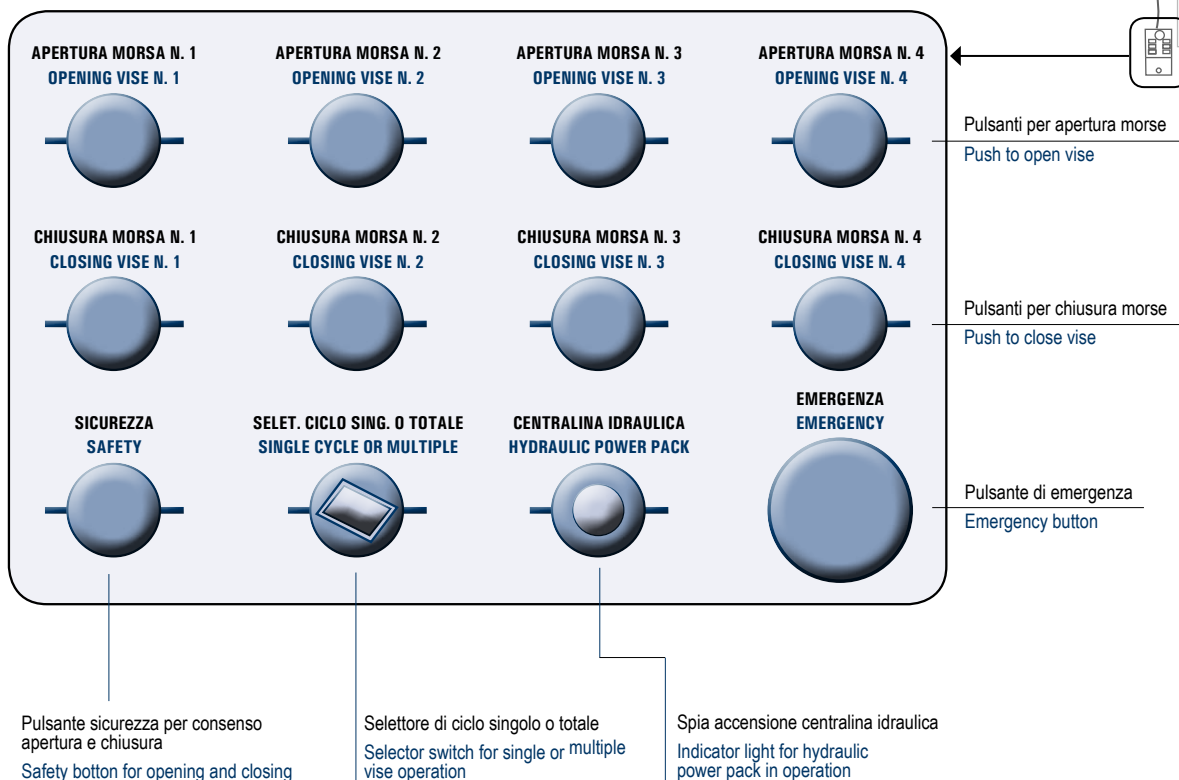 APERTURA MORSA N. 1
OPENING VISE N. 1
APERTURA MORSA N. 2
OPENING VISE N. 2
APERTURA MORSA N. 3
OPENING VISE N. 3
APERTURA MORSA N. 4
OPENING VISE N. 4
Pulsanti per apertura morse
Push to open vise
CHIUSURA MORSA N. 1
CLOSING VISE N. 1
CHIUSURA MORSA N. 2
CLOSING VISE N. 2
CHIUSURA MORSA N. 3
CLOSING VISE N. 3
CHIUSURA MORSA N. 4
CLOSING VISE N. 4
Pulsanti per chiusura morse
Push to close vise
SICUREZZA
SAFETY
SELET. CICLO SING. O TOTALE
SINGLE CYCLE OR MULTIPLE
CENTRALINA IDRAULICA
HYDRAULIC POWER PACK
EMERGENZA
EMERGENCY
Pulsante di emergenza
Emergency button
Pulsante sicurezza per consenso
apertura e chiusura
Safety botton for opening and closing
Selettore di ciclo singolo o totale
Selector switch for single or multiple
vise operation
Spia accensione centralina idraulica
Indicator light for hydraulic
power pack in operation